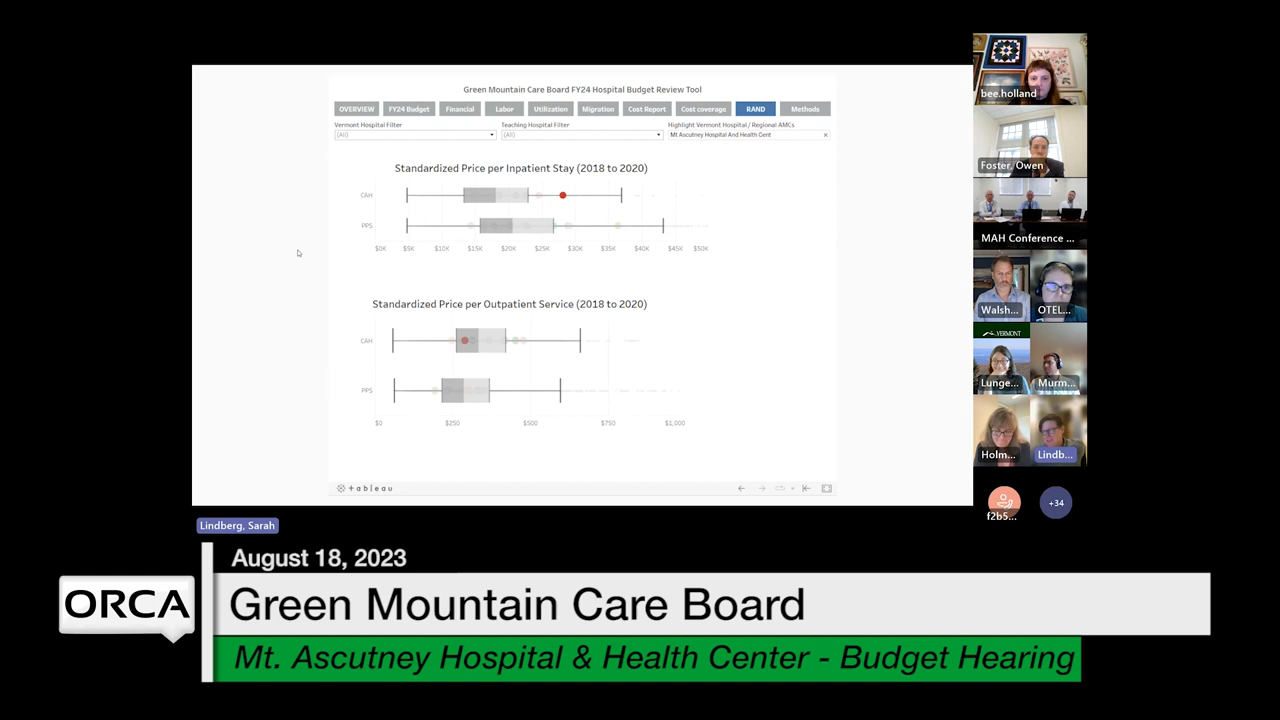 Green Mountain Care Board FY24 Hospital Budget Review Tool
OVERVIEW FY24 Budget Financial Labor Utilization Migration Cost Report Cost coverage RAND Methods
Vermont Hospital Filter Teaching Hospital Filter Highlight Vermont Hospital / Regional AMCs
(All) (All) Mt Ascutney Hospital And Health Cent
Standardized Price per Inpatient Stay (2018 to 2020)
CAH
PPS
$0K $5K $10K $15K $20K $25K $30K $35K $40K $45K $50K
Standardized Price per Outpatient Service (2018 to 2020)
CAH
PPS
$0 $250 $500 $750 $1,000
+ a b l e a u
bee.holland
Foster, Owen
MAH Conference ...
Walsh... OTEL...
VERMONT
Lunge... Murm...
Holm... Lindb...
f2b5... +34
Lindberg, Sarah
August 18, 2023
ORCA
Green Mountain Care Board
Mt. Ascutney Hospital & Health Center - Budget Hearing